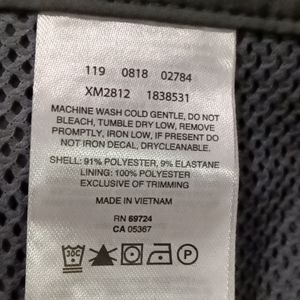 119 0818 02784
XM2812 1838531
MACHINE WASH COLD GENTLE, DO NOT
BLEACH, TUMBLE DRY LOW, REMOVE
PROMPTLY, IRON LOW, IF PRESENT DO
NOT IRON DECAL, DRYCLEANABLE.
SHELL: 91% POLYESTER, 9% ELASTANE
LINING: 100% POLYESTER
EXCLUSIVE OF TRIMMING
MADE IN VIETNAM
RN 69724
CA 05367
30C P